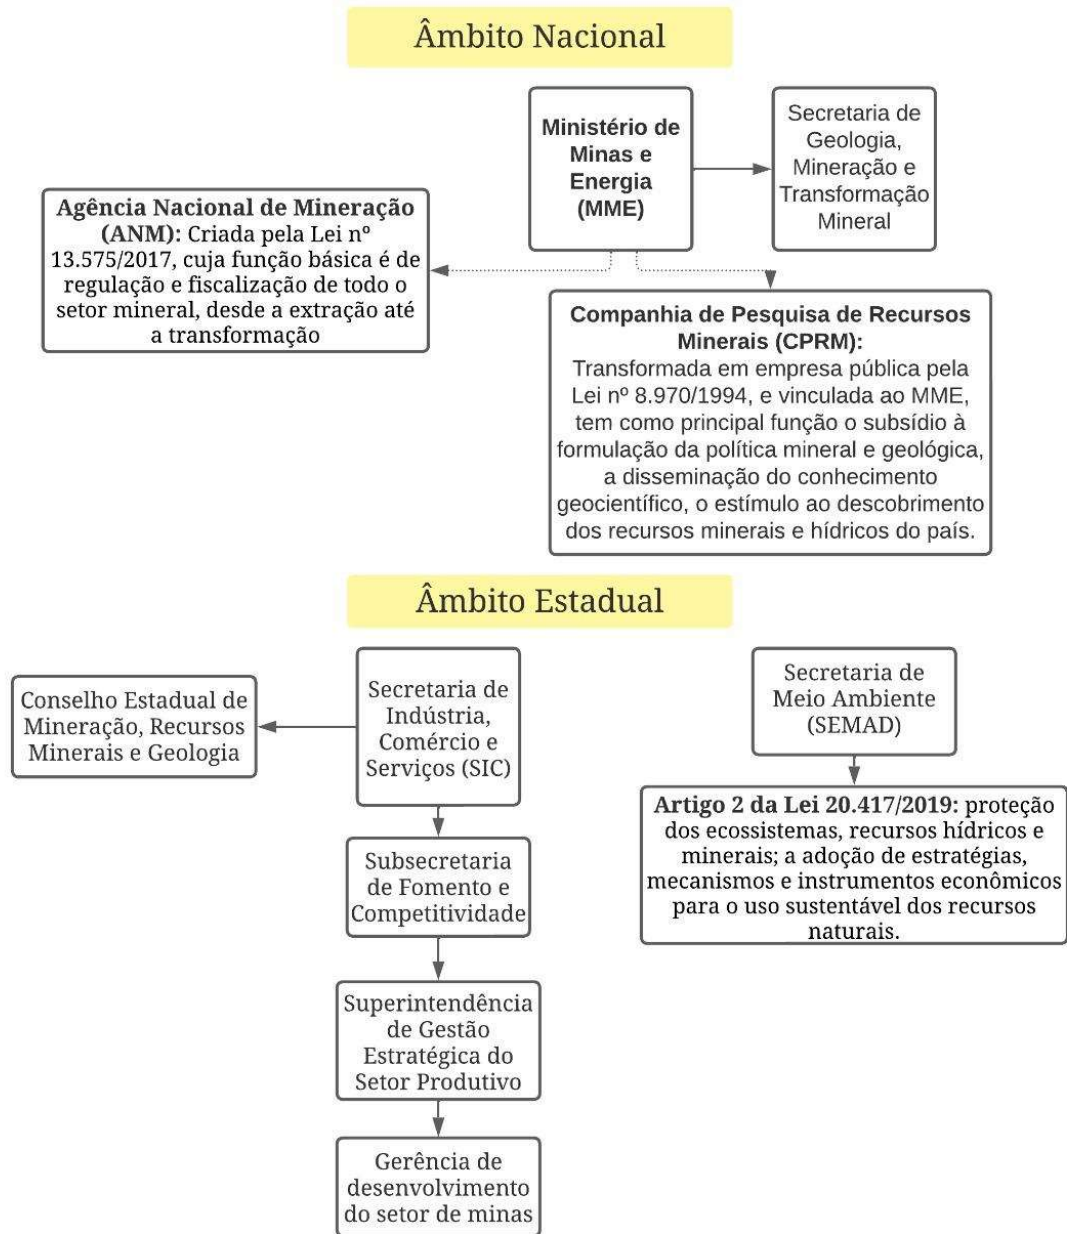 Âmbito Nacional
Ministério de
Minas e
Energia
(MME)
Secretaria de
Geologia,
Mineração e
Transformação
Mineral
Agência Nacional de Mineração
(ANM): Criada pela Lei nº
13.575/2017, cuja função básica é de
regulação e fiscalização de todo o
setor mineral, desde a extração até
a transformação
Companhia de Pesquisa de Recursos
Minerais (CPRM):
Transformada em empresa pública pela
Lei nº 8.970/1994, e vinculada ao MME,
tem como principal função o subsídio à
formulação da política mineral e geológica,
a disseminação do conhecimento
geocientífico, o estímulo ao descobrimento
dos recursos minerais e hídricos do país.
Âmbito Estadual
Conselho Estadual de
Mineração, Recursos
Minerais e Geologia
Secretaria de
Indústria,
Comércio e
Serviços (SIC)
Secretaria de
Meio Ambiente
(SEMAD)
Artigo 2 da Lei 20.417/2019: proteção
dos ecossistemas, recursos hídricos e
minerais; a adoção de estratégias,
mecanismos e instrumentos econômicos
para o uso sustentável dos recursos
naturais.
Subsecretaria
de Fomento e
Competitividade
Superintendência
de Gestão
Estratégica do
Setor Produtivo
Gerência de
desenvolvimento
do setor de minas